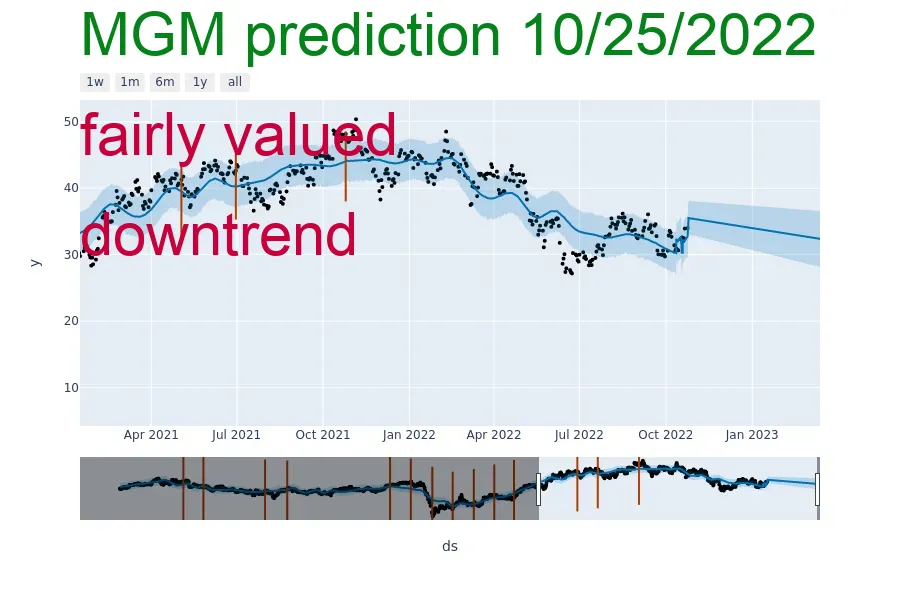 MGM prediction 10/25/2022
1w 1m 6m 1y all
fairly valued
downtrend
50
40
30
20
10
y
Apr 2021 Jul 2021 Oct 2021 Jan 2022 Apr 2022 Jul 2022 Oct 2022 Jan 2023
ds